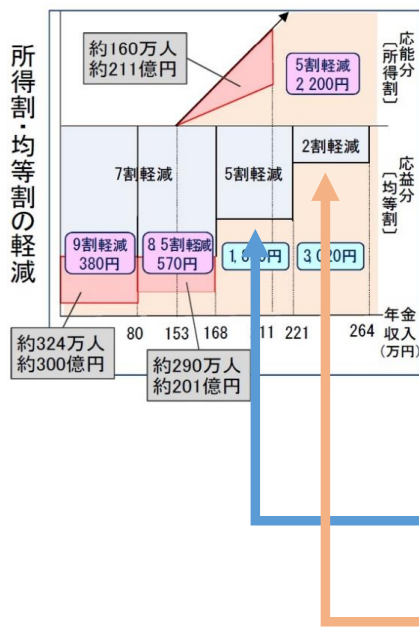 所得割・均等割の軽減
約160万人
約211億円
5割軽減
2 200円
応能分
〔所得割〕
7割軽減
5割軽減
2割軽減
応益分
〔均等割〕
9割軽減
380円
8 5割軽減
570円
3,020円
80 153 168 211 221 264
年金
収入
(万円)
約324万人
約300億円
約290万人
約201億円